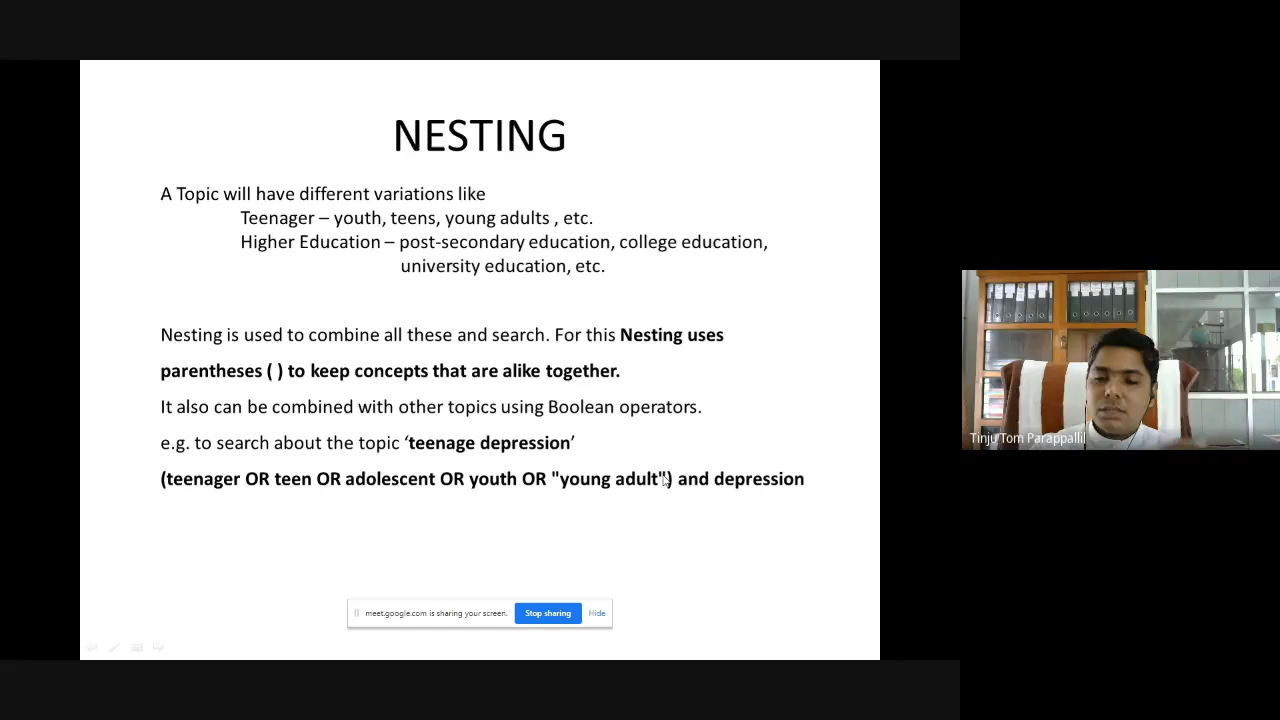 NESTING
A Topic will have different variations like
Teenager – youth, teens, young adults , etc.
Higher Education – post-secondary education, college education,
university education, etc.
Nesting is used to combine all these and search. For this Nesting uses
parentheses ( ) to keep concepts that are alike together.
It also can be combined with other topics using Boolean operators.
e.g. to search about the topic ‘teenage depression’
(teenager OR teen OR adolescent OR youth OR "young adult") and depression
meet.google.com is sharing your screen. Stop sharing Hide
Tinju Tom Parappallil